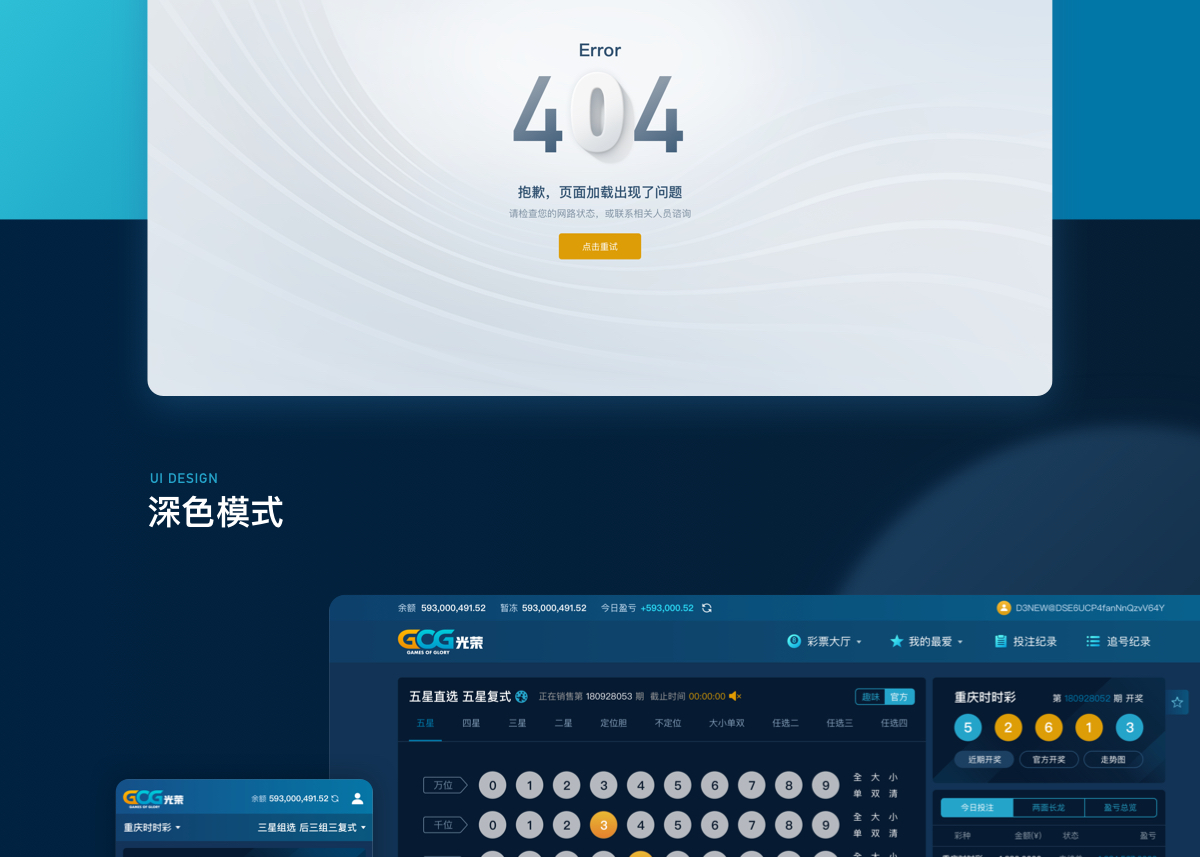 Error
404
抱歉，页面加载出现了问题
请检查您的网路状态，或联系相关人员谘询
点击重试
UI DESIGN
深色模式
余额 593,000,491.52 暂冻 593,000,491.52 今日盈亏 +593,000.52
D3NEW@DSE6UCP4fanNnQzvV64Y
GCG光荣
GAMES OF GLORY
彩票大厅 我的最爱 投注纪录 追号纪录
五星直选 五星复式 正在销售第 180928053 期 截止时间 00:00:00
趣味 官方
五星 四星 三星 二星 定位胆 不定位 大小单双 任选二 任选三 任选四
万位 0 1 2 3 4 5 6 7 8 9 全 大 小
单 双 清
千位 0 1 2 3 4 5 6 7 8 9 全 大 小
单 双 清
重庆时时彩 第 180928052 期 开奖
5 2 6 1 3
近期开奖 官方开奖 走势图
今日投注 两面长龙 盈亏总览
彩种 金额(¥) 状态 盈亏
GCG光荣
GAMES OF GLORY
余额 593,000,491.52
重庆时时彩 三星组选 后三组三复式